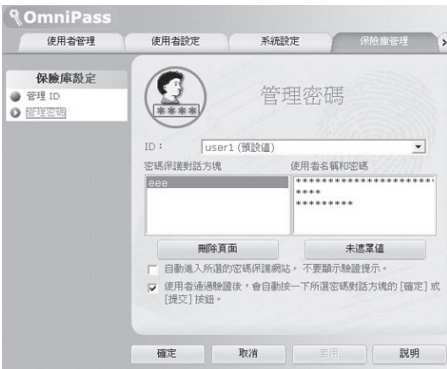 OmniPass
使用者管理 使用者設定 系統設定 保險庫管理
保險庫設定
管理 ID
管理密碼
****
管理密碼
ID： user1 (預設值)
密碼保護對話方塊 使用者名稱和密碼
eee
**********************
****
*********
刪除頁面 未遮罩值
自動進入所選的密碼保護網站。不要顯示驗證提示。
使用者通過驗證後，會自動按一下所選密碼對話方塊的 [確定] 或
[提交] 按鈕。
確定 取消 套用 說明